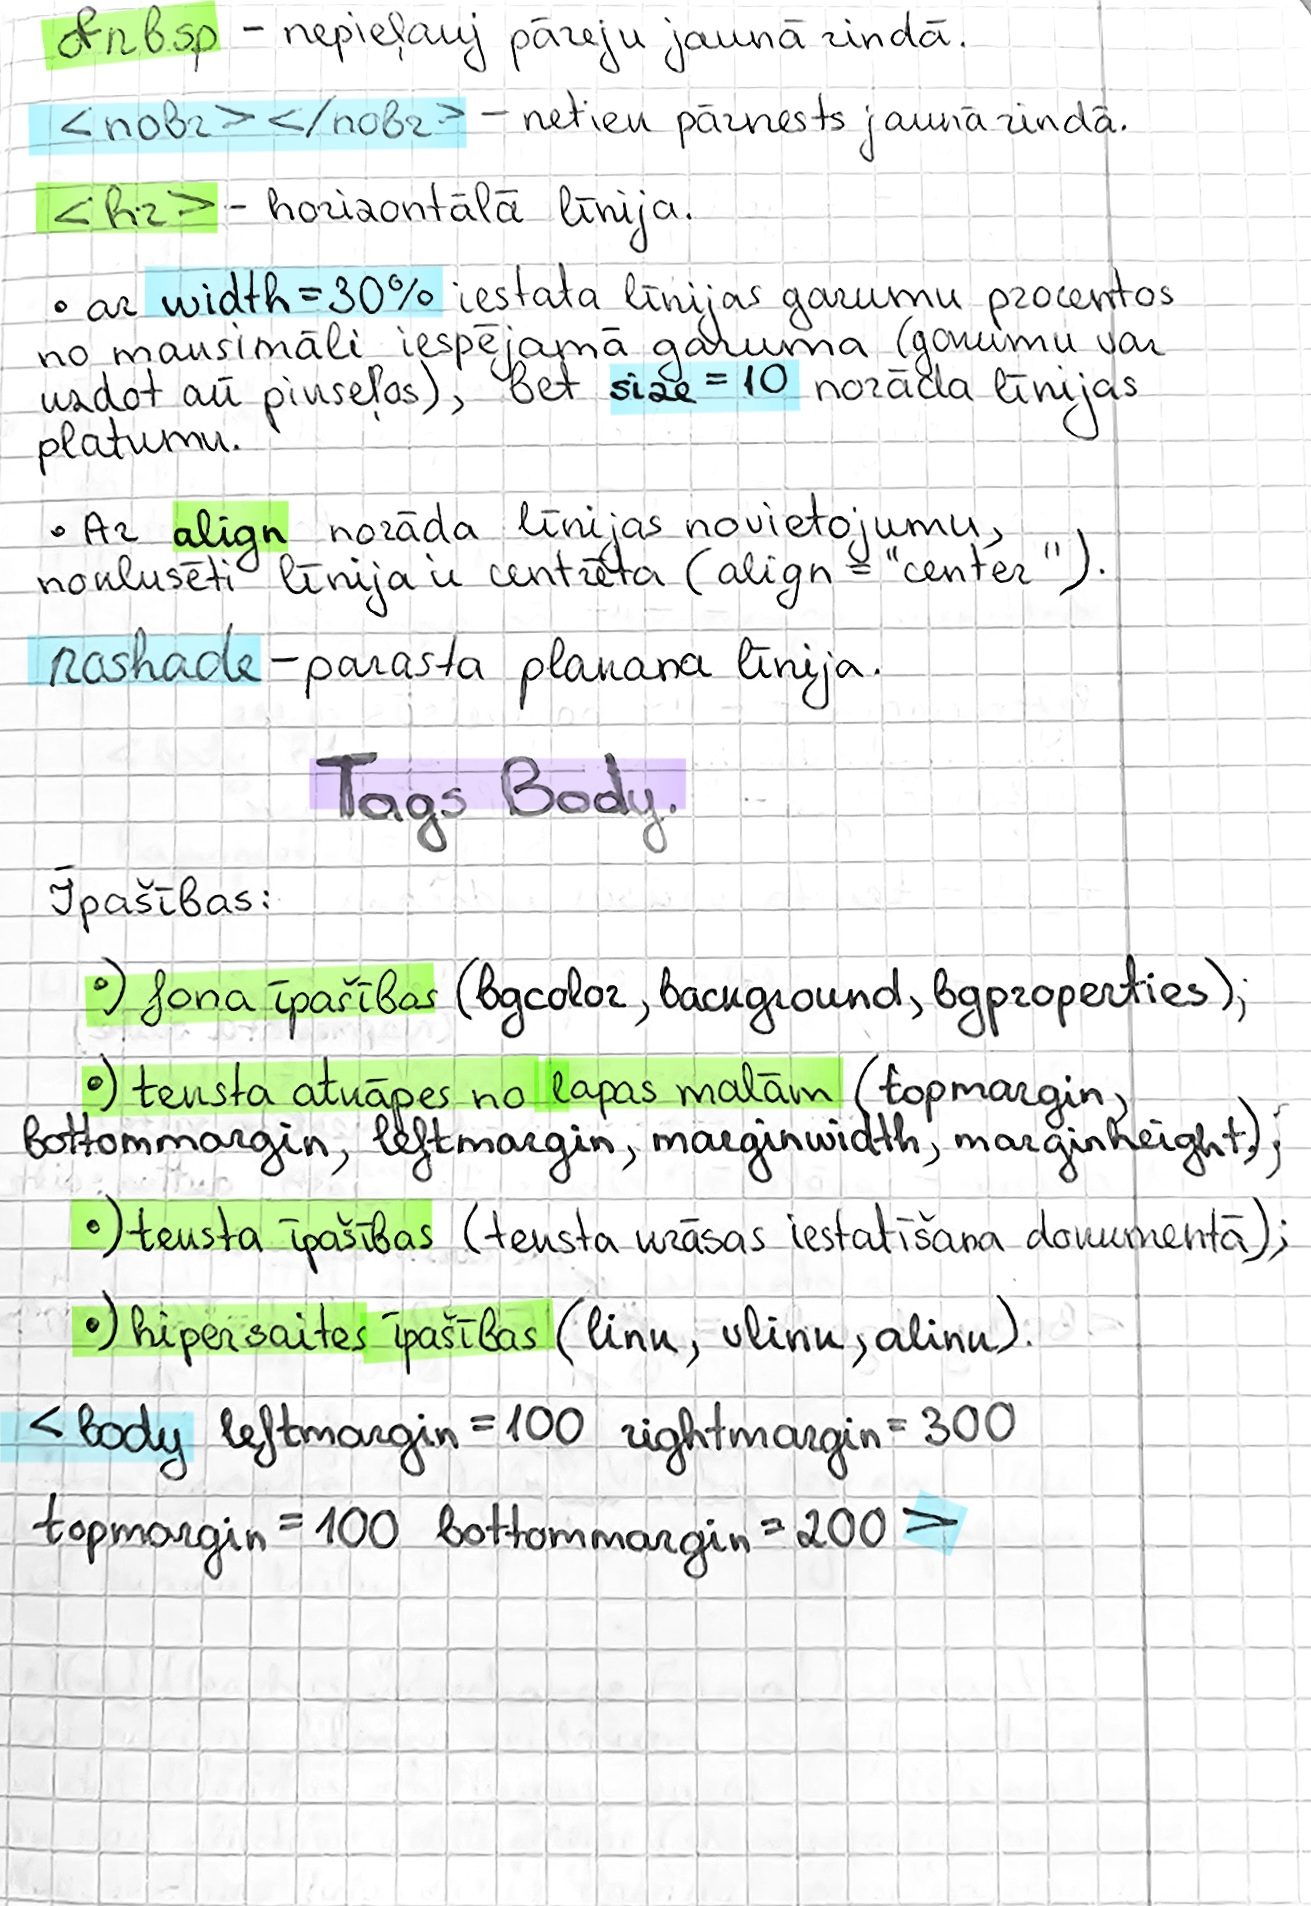 &nbsp – nepieļauj pāreju jaunā rindā.
<nobr></nobr> – netiek pārnests jaunā rindā.
<hr> – horizontālā līnija.
• ar width=30% iestata līnijas garumu procentos
no maksimāli iespējamā garuma (garumu var
uzdot arī pikseļos), bet size=10 norāda līnijas
platumu.
• Ar align norāda līnijas novietojumu,
noklusēti līnija ir centrēta (align = "center").
noshade – parasta plakana līnija.
Tags Body.
Īpašības:
•) fona īpašības (bgcolor, background, bgproperties);
•) teksta atkāpes no lapas malām (topmargin,
bottommargin, leftmargin, marginwidth, marginheight);
•) teksta īpašības (teksta krāsas iestatīšana dokumentā);
•) hipersaites īpašības (link, vlink, alink).
<body leftmargin=100 rightmargin=300
topmargin=100 bottommargin=200>